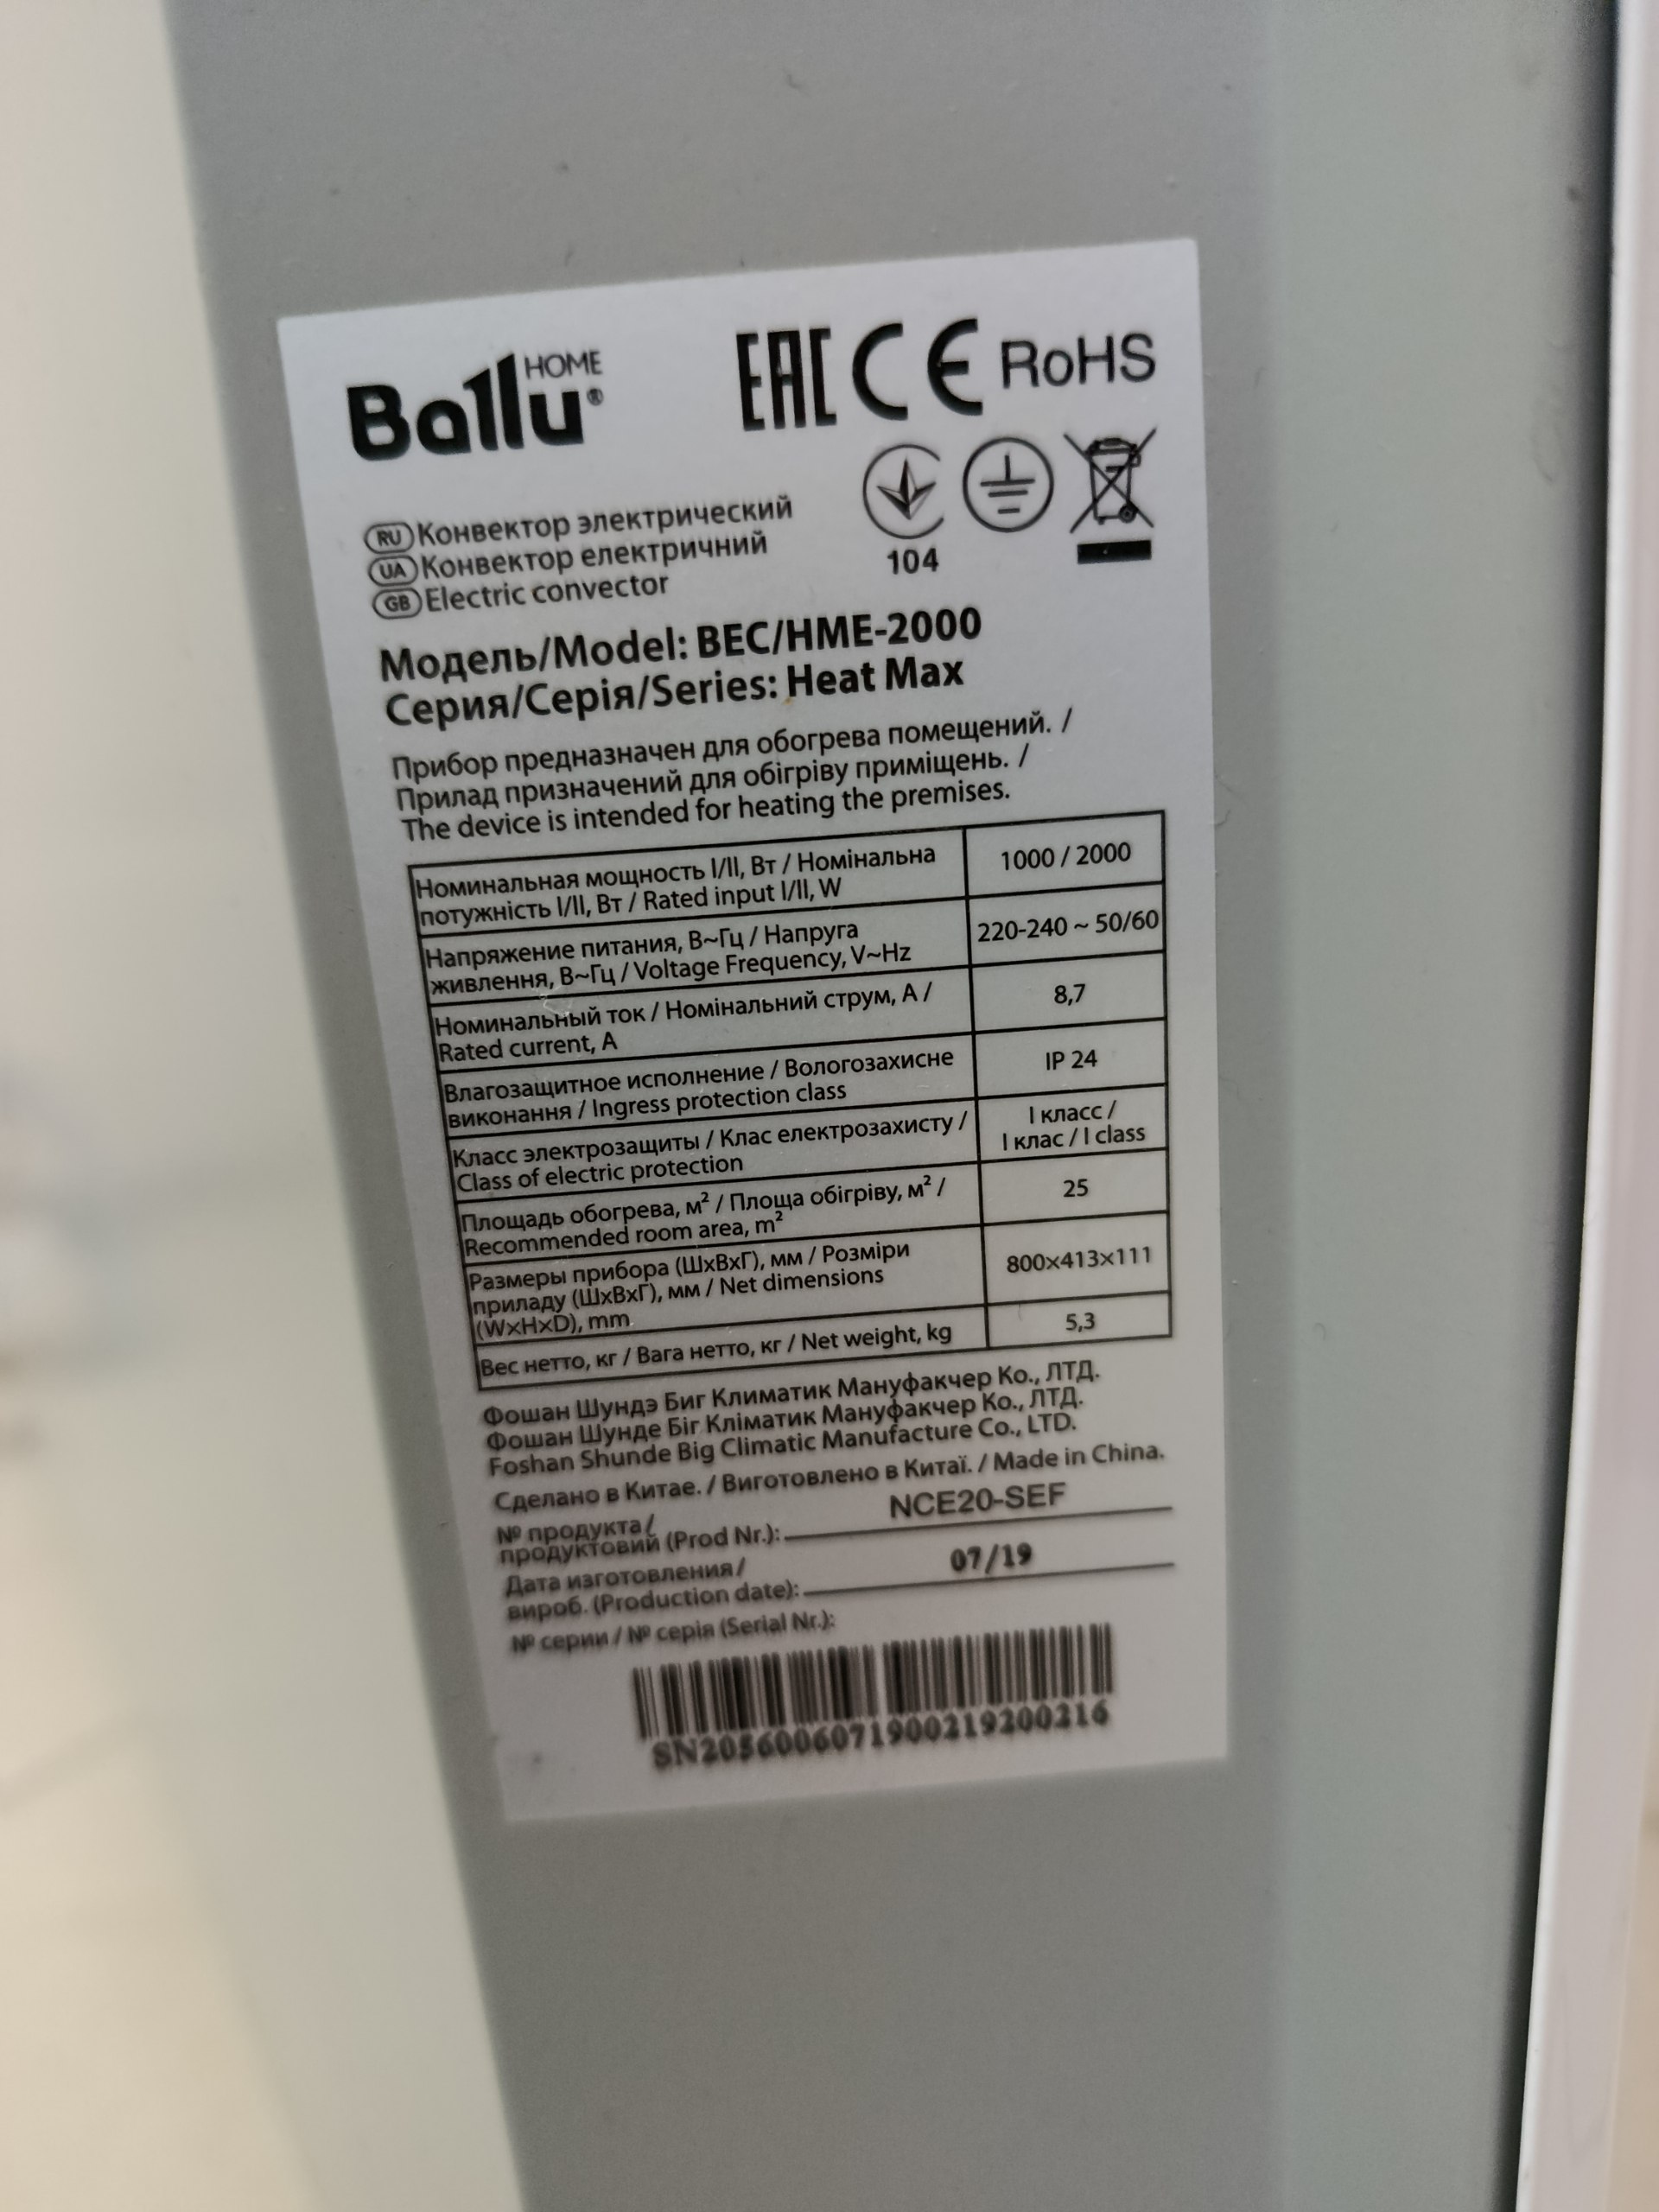 Ballu® HOME
EAC CE RoHS
104
RU Конвектор электрический
UA Конвектор електричний
GB Electric convector
Модель/Model: BEC/HME-2000
Серия/Серія/Series: Heat Max
Прибор предназначен для обогрева помещений. /
Прилад призначений для обігріву приміщень. /
The device is intended for heating the premises.
Номинальная мощность I/II, Вт / Номінальна
потужність I/II, Вт / Rated input I/II, W
1000 / 2000
Напряжение питания, В~Гц / Напруга
живлення, В~Гц / Voltage Frequency, V~Hz
220-240 ~ 50/60
Номинальный ток / Номінальний струм, А /
Rated current, A
8,7
Влагозащитное исполнение / Вологозахисне
виконання / Ingress protection class
IP 24
Класс электрозащиты / Клас електрозахисту /
Class of electric protection
I класс /
I клас / I class
Площадь обогрева, м² / Площа обігріву, м² /
Recommended room area, m²
25
Размеры прибора (ШхВхГ), мм / Розміри
приладу (ШхВхГ), мм / Net dimensions
(W×H×D), mm
800×413×111
Вес нетто, кг / Вага нетто, кг / Net weight, kg
5,3
Фошан Шундэ Биг Климатик Мануфакчер Ко., ЛТД.
Фошан Шунде Біг Кліматик Мануфакчер Ко., ЛТД.
Foshan Shunde Big Climatic Manufacture Co., LTD.
Сделано в Китае. / Виготовлено в Китаї. / Made in China.
№ продукта/
продуктовий (Prod Nr.): NCE20-SEF
Дата изготовления/
вироб. (Production date): 07/19
№ серии / № серія (Serial Nr.):
SN2056006071900219200216